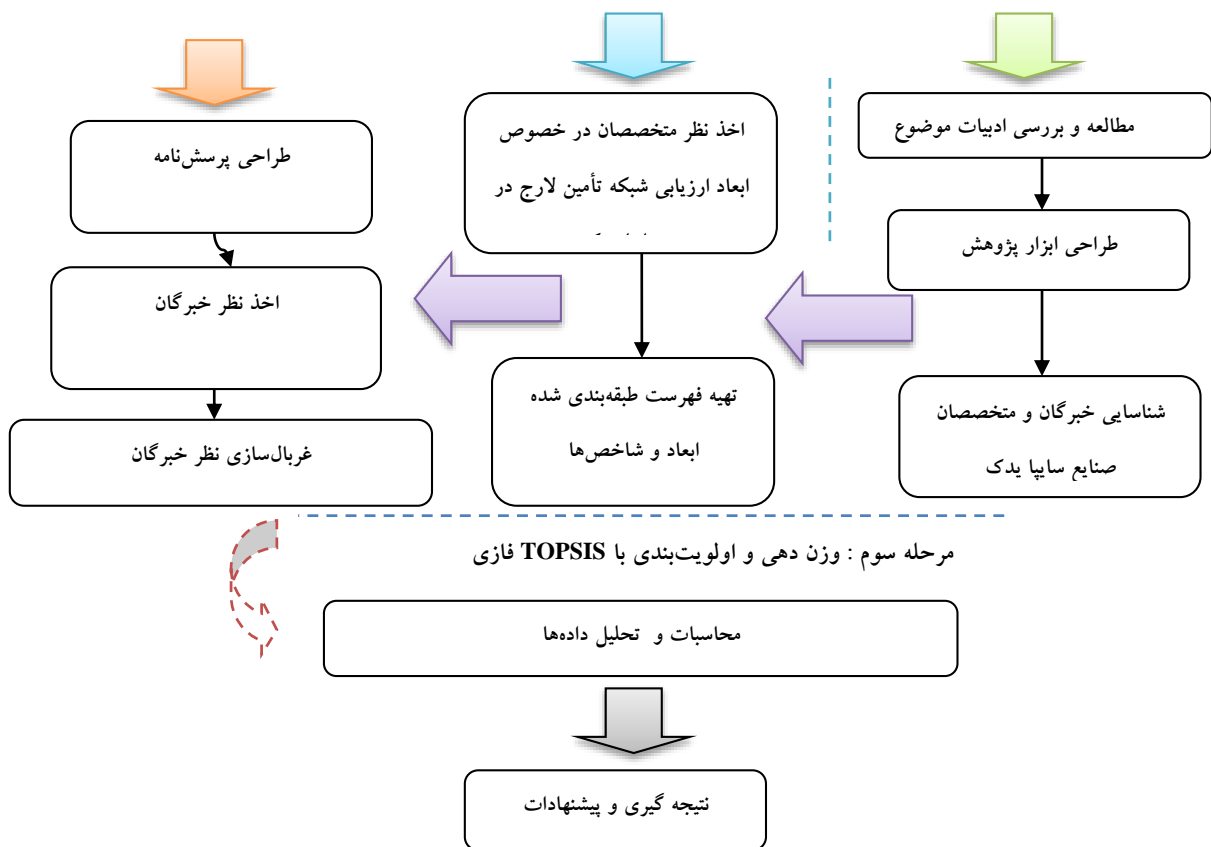 مطالعه و بررسی ادبیات موضوع
طراحی ابزار پژوهش
شناسایی خبرگان و متخصصان
صنایع سایپا یدک
اخذ نظر متخصصان در خصوص
ابعاد ارزیابی شبکه تأمین لارج در
تهیه فهرست طبقه‌بندی شده
ابعاد و شاخص‌ها
طراحی پرسش‌نامه
اخذ نظر خبرگان
غربال‌سازی نظر خبرگان
مرحله سوم : وزن دهی و اولویت‌بندی با TOPSIS فازی
محاسبات و تحلیل داده‌ها
نتیجه گیری و پیشنهادات